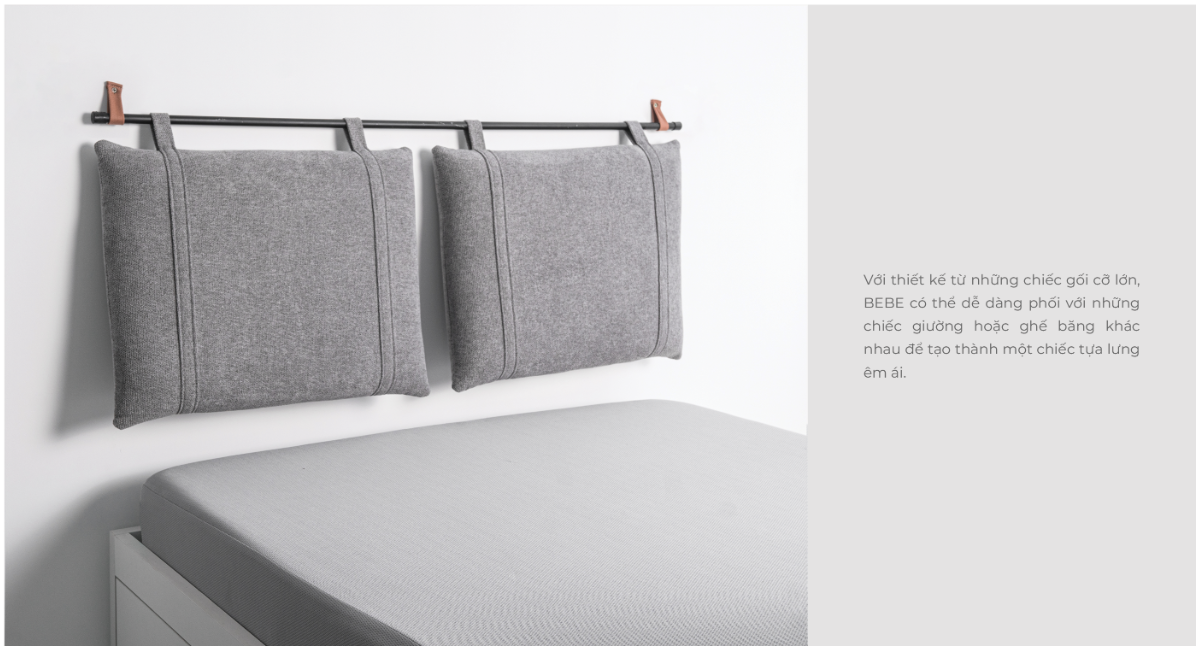 Với thiết kế từ những chiếc gối cỡ lớn,
BEBE có thể dễ dàng phối với những
chiếc giường hoặc ghế băng khác
nhau để tạo thành một chiếc tựa lưng
êm ái.